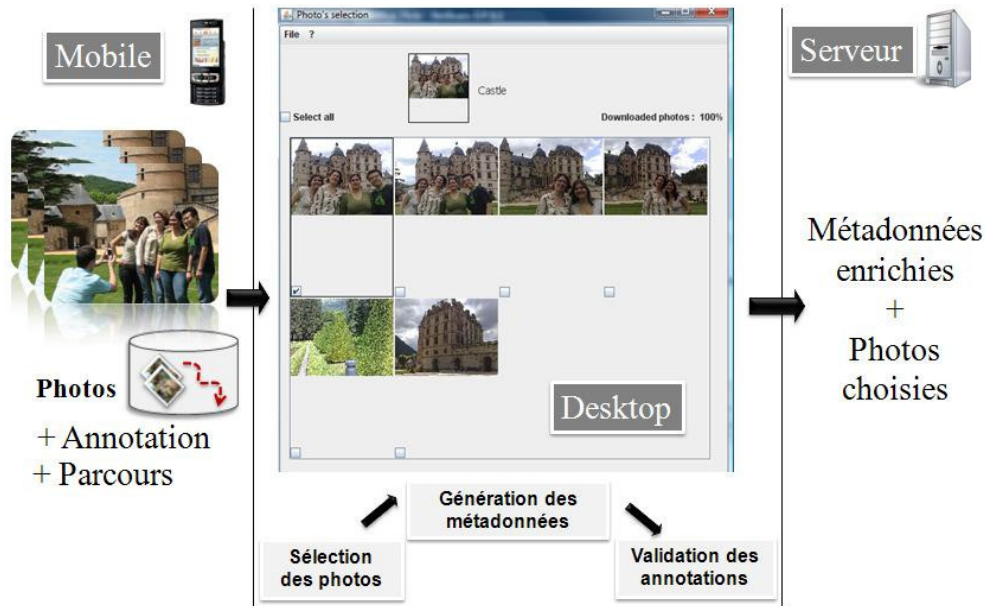 Mobile
Photos
+ Annotation
+ Parcours
Photo's selection
File ?
Castle
Select all
Downloaded photos : 100%
Desktop
Sélection
des photos
Génération des
métadonnées
Validation des
annotations
Serveur
Métadonnées
enrichies
+
Photos
choisies